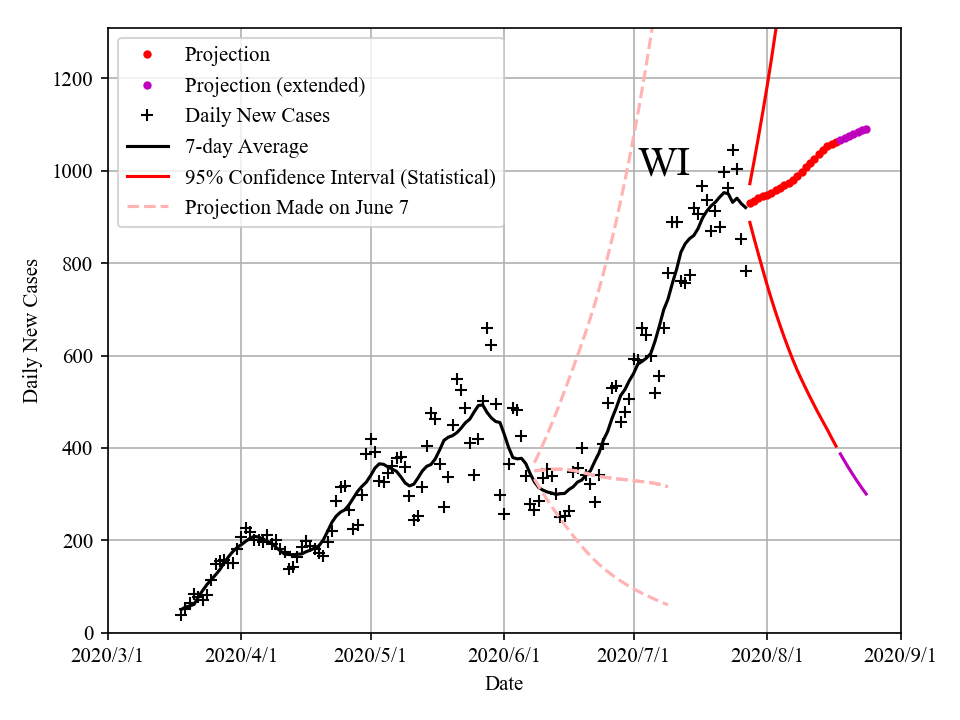 1200
1000
800
600
400
200
0
Daily New Cases
Projection
Projection (extended)
Daily New Cases
7-day Average
95% Confidence Interval (Statistical)
Projection Made on June 7
WI
2020/3/1 2020/4/1 2020/5/1 2020/6/1 2020/7/1 2020/8/1 2020/9/1
Date